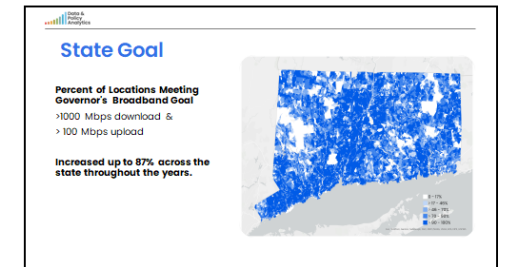 Data &
Policy
Analytics
State Goal
Percent of Locations Meeting
Governor's Broadband Goal
>1000 Mbps download &
> 100 Mbps upload
Increased up to 87% across the
state throughout the years.